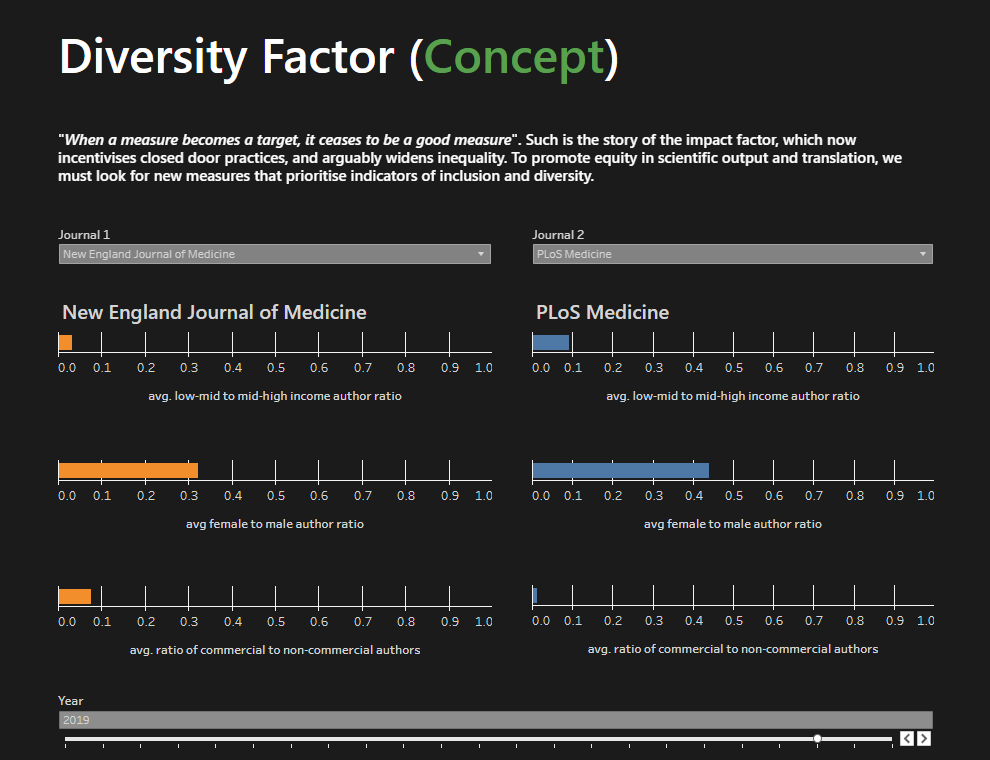 Diversity Factor (Concept)
"When a measure becomes a target, it ceases to be a good measure". Such is the story of the impact factor, which now
incentivises closed door practices, and arguably widens inequality. To promote equity in scientific output and translation, we
must look for new measures that prioritise indicators of inclusion and diversity.
Journal 1
New England Journal of Medicine
Journal 2
PLoS Medicine
New England Journal of Medicine
0.0 0.1 0.2 0.3 0.4 0.5 0.6 0.7 0.8 0.9 1.0
avg. low-mid to mid-high income author ratio
0.0 0.1 0.2 0.3 0.4 0.5 0.6 0.7 0.8 0.9 1.0
avg female to male author ratio
0.0 0.1 0.2 0.3 0.4 0.5 0.6 0.7 0.8 0.9 1.0
avg. ratio of commercial to non-commercial authors
PLoS Medicine
0.0 0.1 0.2 0.3 0.4 0.5 0.6 0.7 0.8 0.9 1.0
avg. low-mid to mid-high income author ratio
0.0 0.1 0.2 0.3 0.4 0.5 0.6 0.7 0.8 0.9 1.0
avg female to male author ratio
0.0 0.1 0.2 0.3 0.4 0.5 0.6 0.7 0.8 0.9 1.0
avg. ratio of commercial to non-commercial authors
Year
2019